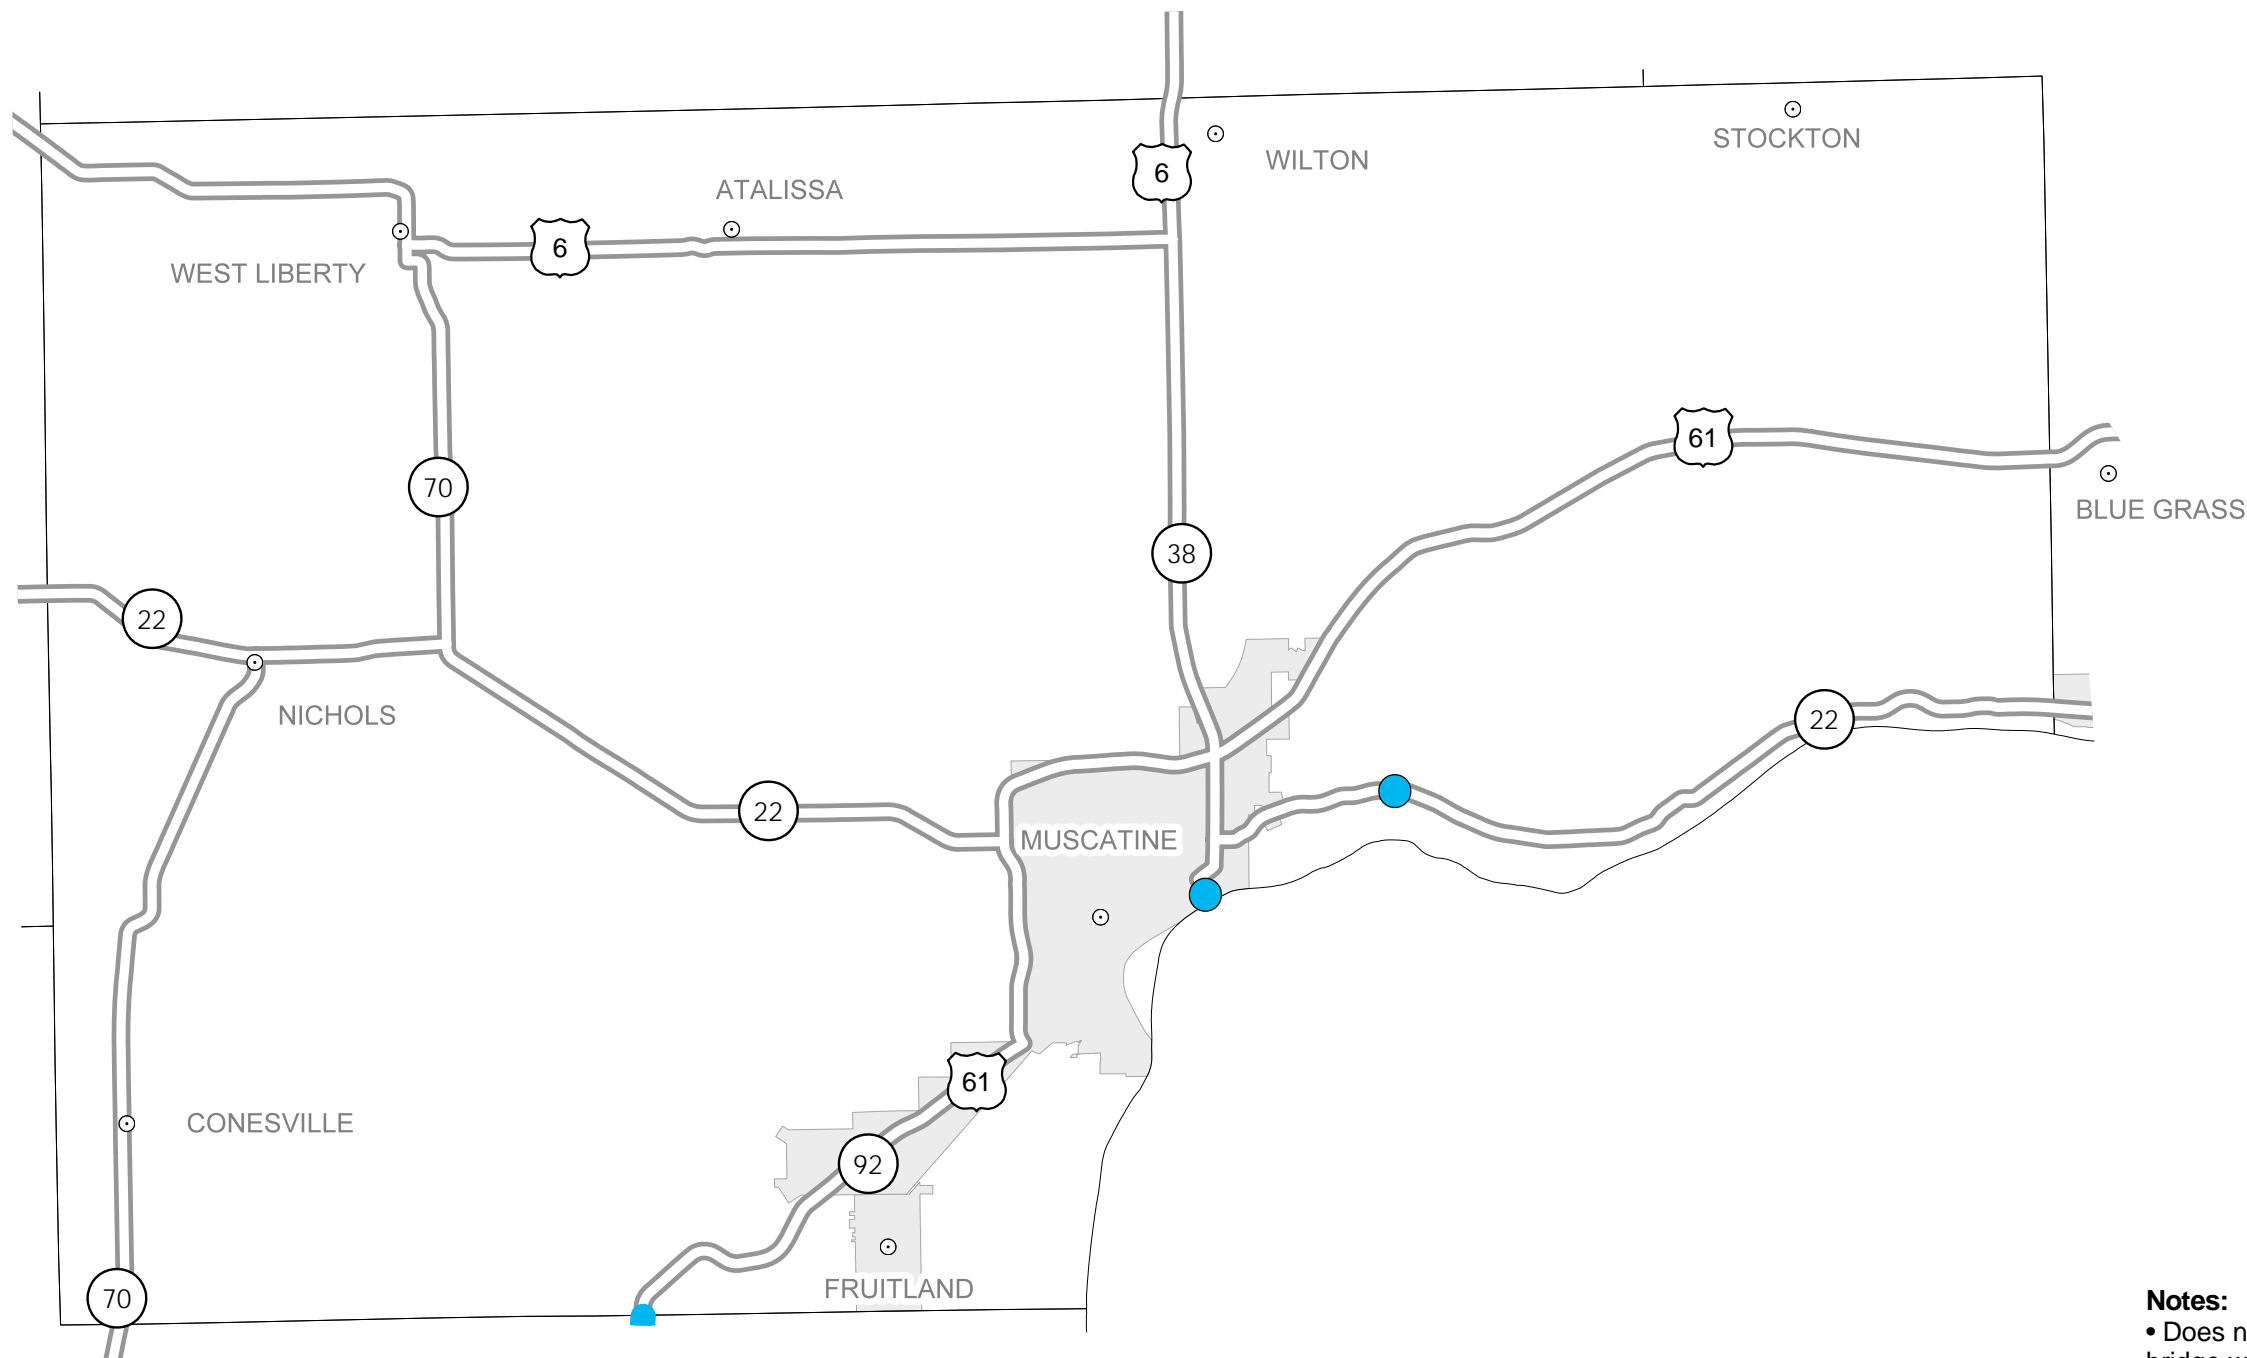 STOCKTON
WILTON
6
ATALISSA
6
WEST LIBERTY
61
70
BLUE GRASS
38
22
NICHOLS
22
22
MUSCATINE
61
CONESVILLE
92
FRUITLAND
70
Notes:
• Does n